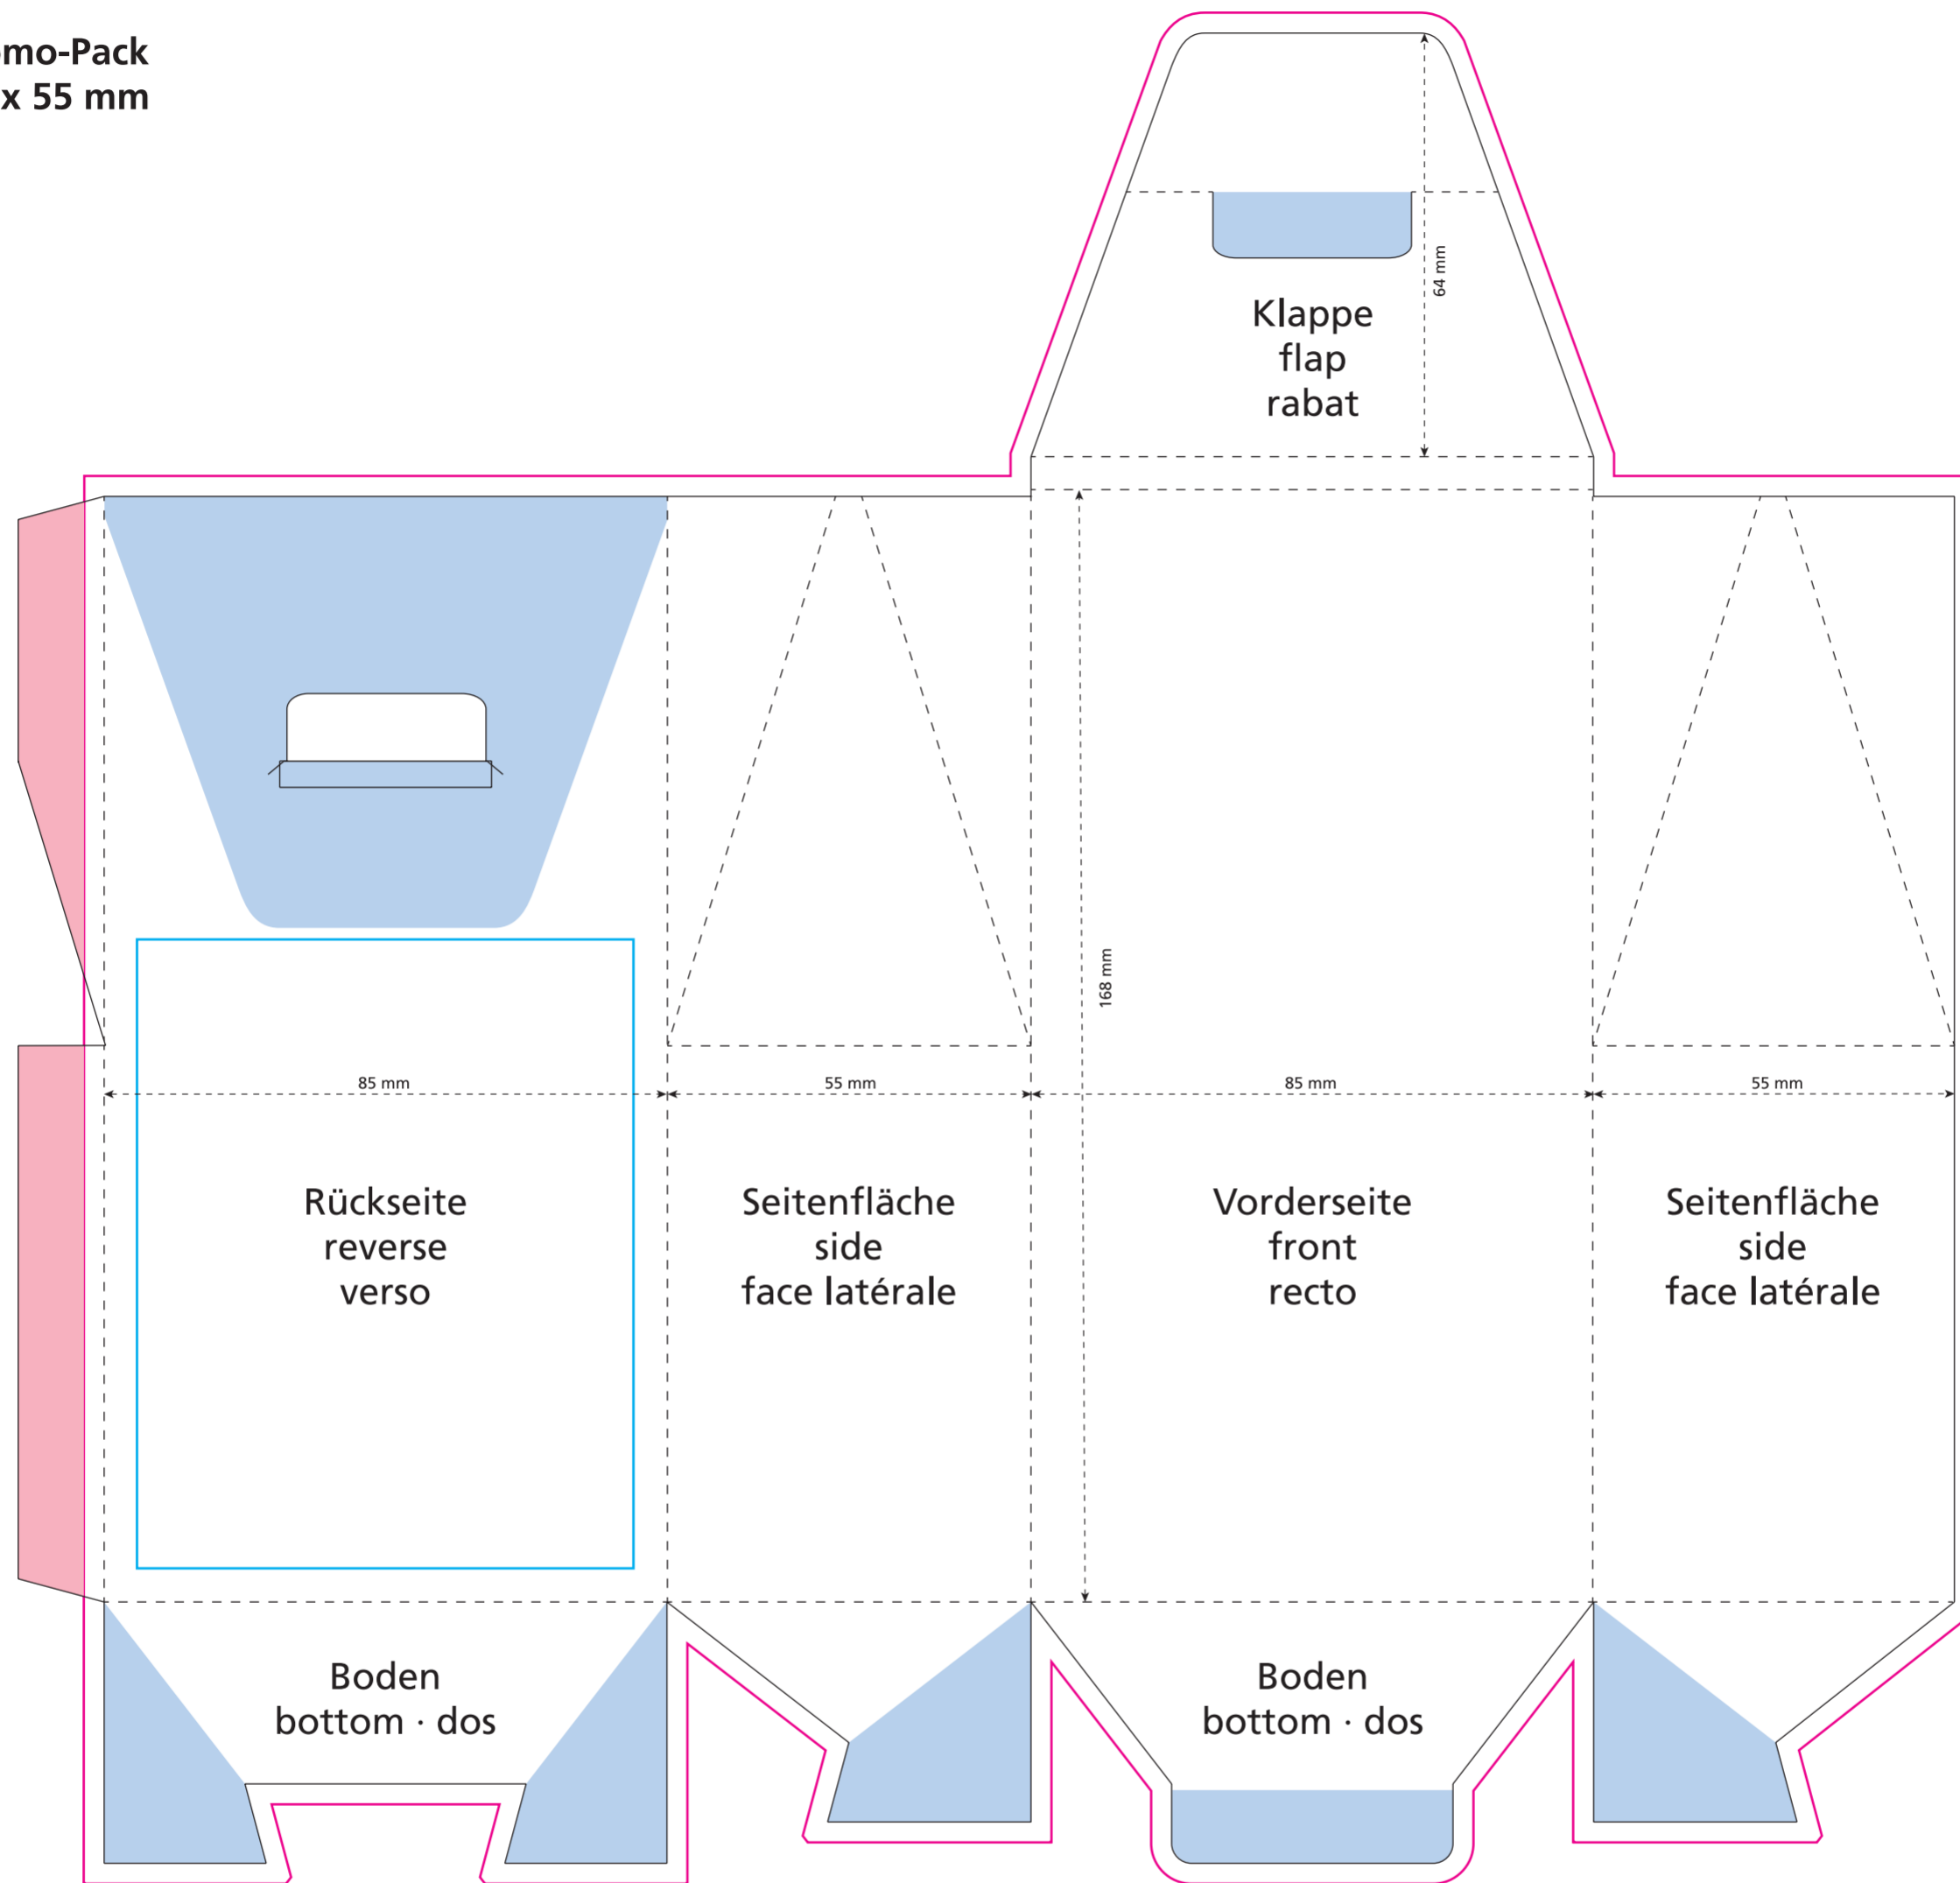 mo-Pack
x 55 mm
64 mm
Klappe
flap
rabat
168 mm
85 mm
55 mm
85 mm
55 mm
Rückseite
reverse
verso
Seitenfläche
side
face latérale
Vorderseite
front
recto
Seitenfläche
side
face latérale
Boden
bottom · dos
Boden
bottom · dos